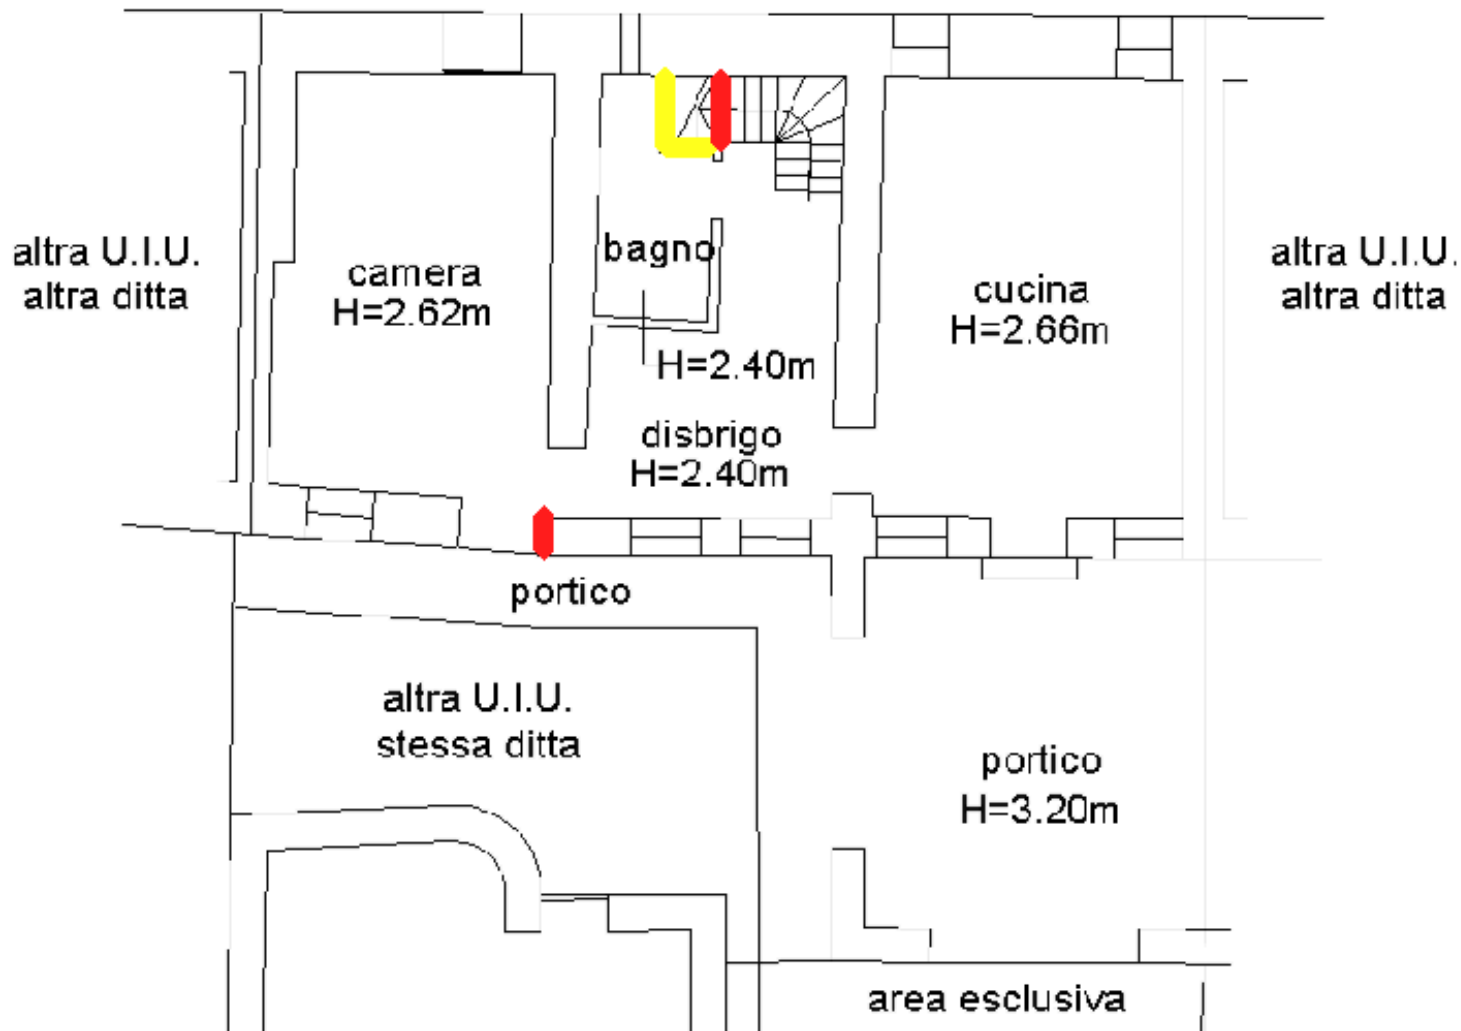 altra U.I.U.
altra ditta
camera
H=2.62m
bagno
H=2.40m
disbrigo
H=2.40m
cucina
H=2.66m
altra U.I.U.
altra ditta
portico
altra U.I.U.
stessa ditta
portico
H=3.20m
area esclusiva